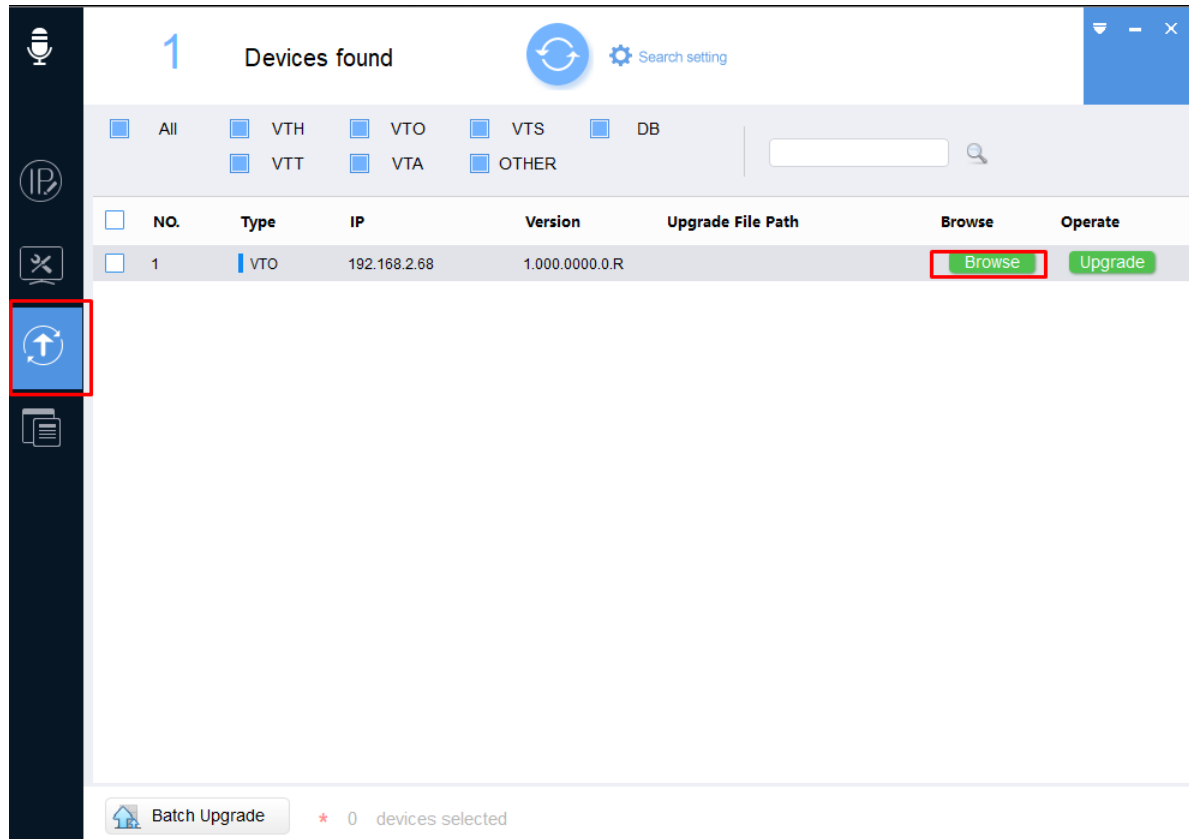 1 Devices found Search setting
All VTH VTO VTS DB
VTT VTA OTHER
NO. Type IP Version Upgrade File Path Browse Operate
1 VTO 192.168.2.68 1.000.0000.0.R Browse Upgrade
Batch Upgrade * 0 devices selected